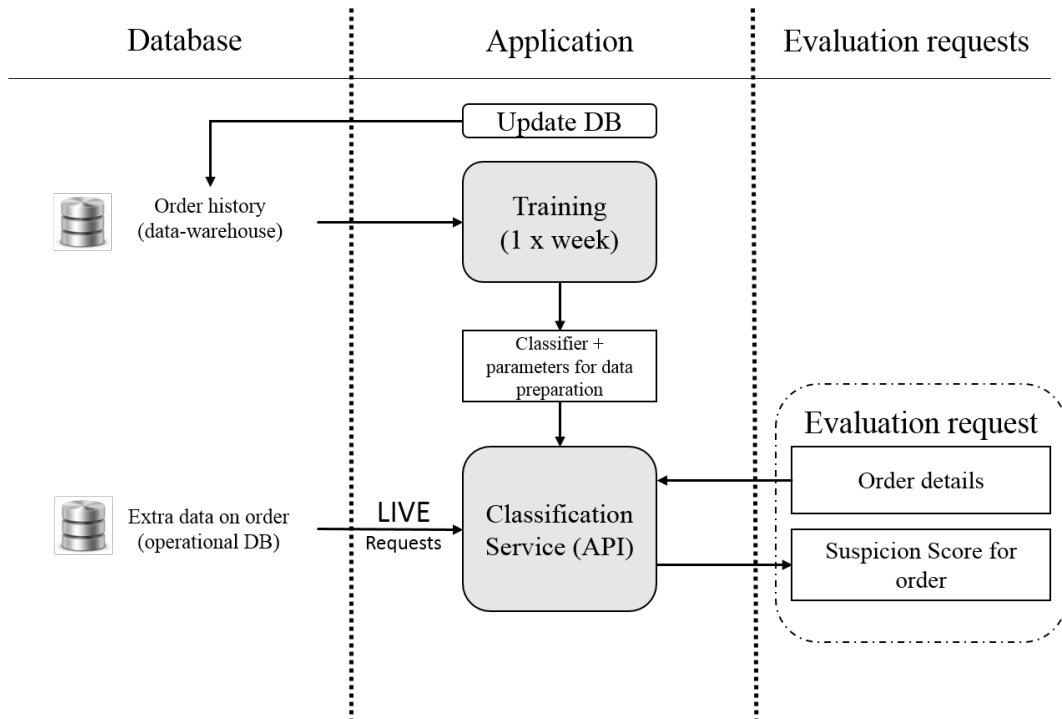 Database
Application
Evaluation requests
Update DB
Order history
(data-warehouse)
Training
(1 x week)
Classifier +
parameters for data
preparation
Evaluation request
Order details
Extra data on order
(operational DB)
LIVE
Requests
Classification
Service (API)
Suspicion Score for
order